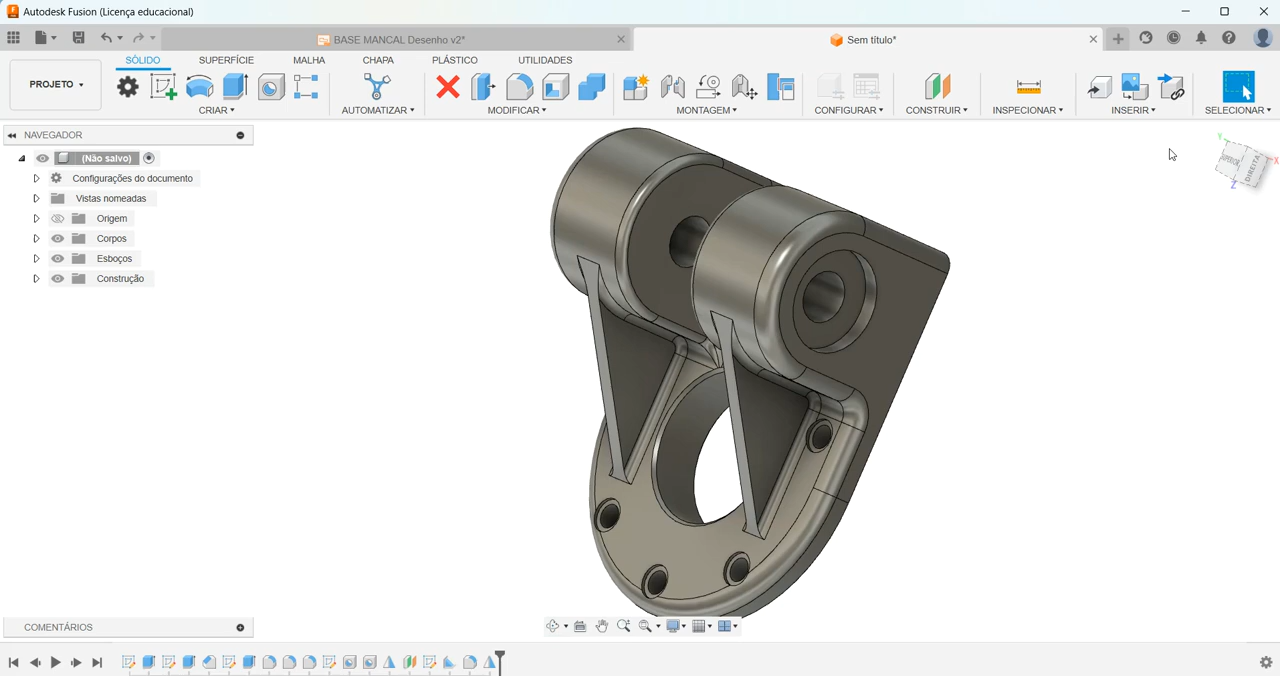 Autodesk Fusion (Licença educacional)
BASE MANCAL Desenho v2*
Sem título*
SÓLIDO SUPERFÍCIE MALHA CHAPA PLÁSTICO UTILIDADES
PROJETO
CRIAR AUTOMATIZAR MODIFICAR MONTAGEM CONFIGURAR CONSTRUIR INSPECIONAR INSERIR SELECIONAR
NAVEGADOR
(Não salvo)
Configurações do documento
Vistas nomeadas
Origem
Corpos
Esboços
Construção
Y
SUPERIOR
DIREITA
X
Z
COMENTÁRIOS